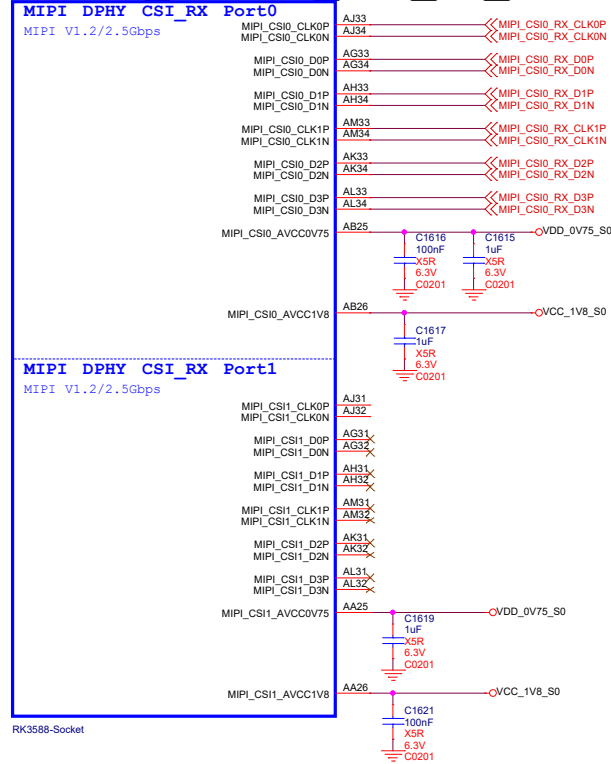 MIPI DPHY CSI_RX Port0
MIPI V1.2/2.5Gbps
MIPI_CSI0_CLK0P AJ33 MIPI_CSI0_RX_CLK0P
MIPI_CSI0_CLK0N AJ34 MIPI_CSI0_RX_CLK0N
MIPI_CSI0_D0P AG33 MIPI_CSI0_RX_D0P
MIPI_CSI0_D0N AG34 MIPI_CSI0_RX_D0N
MIPI_CSI0_D1P AH33 MIPI_CSI0_RX_D1P
MIPI_CSI0_D1N AH34 MIPI_CSI0_RX_D1N
MIPI_CSI0_CLK1P AM33 MIPI_CSI0_RX_CLK1P
MIPI_CSI0_CLK1N AM34 MIPI_CSI0_RX_CLK1N
MIPI_CSI0_D2P AK33 MIPI_CSI0_RX_D2P
MIPI_CSI0_D2N AK34 MIPI_CSI0_RX_D2N
MIPI_CSI0_D3P AL33 MIPI_CSI0_RX_D3P
MIPI_CSI0_D3N AL34 MIPI_CSI0_RX_D3N
MIPI_CSI0_AVCC0V75 AB25 VDD_0V75_S0
C1616 C1615
100nF 1uF
X5R X5R
6.3V 6.3V
C0201 C0201
MIPI_CSI0_AVCC1V8 AB26 VCC_1V8_S0
C1617
1uF
X5R
6.3V
C0201
MIPI DPHY CSI_RX Port1
MIPI V1.2/2.5Gbps
MIPI_CSI1_CLK0P AJ31
MIPI_CSI1_CLK0N AJ32
MIPI_CSI1_D0P AG31
MIPI_CSI1_D0N AG32
MIPI_CSI1_D1P AH31
MIPI_CSI1_D1N AH32
MIPI_CSI1_CLK1P AM31
MIPI_CSI1_CLK1N AM32
MIPI_CSI1_D2P AK31
MIPI_CSI1_D2N AK32
MIPI_CSI1_D3P AL31
MIPI_CSI1_D3N AL32
MIPI_CSI1_AVCC0V75 AA25 VDD_0V75_S0
C1619
1uF
X5R
6.3V
C0201
MIPI_CSI1_AVCC1V8 AA26 VCC_1V8_S0
C1621
100nF
X5R
6.3V
C0201
RK3588-Socket